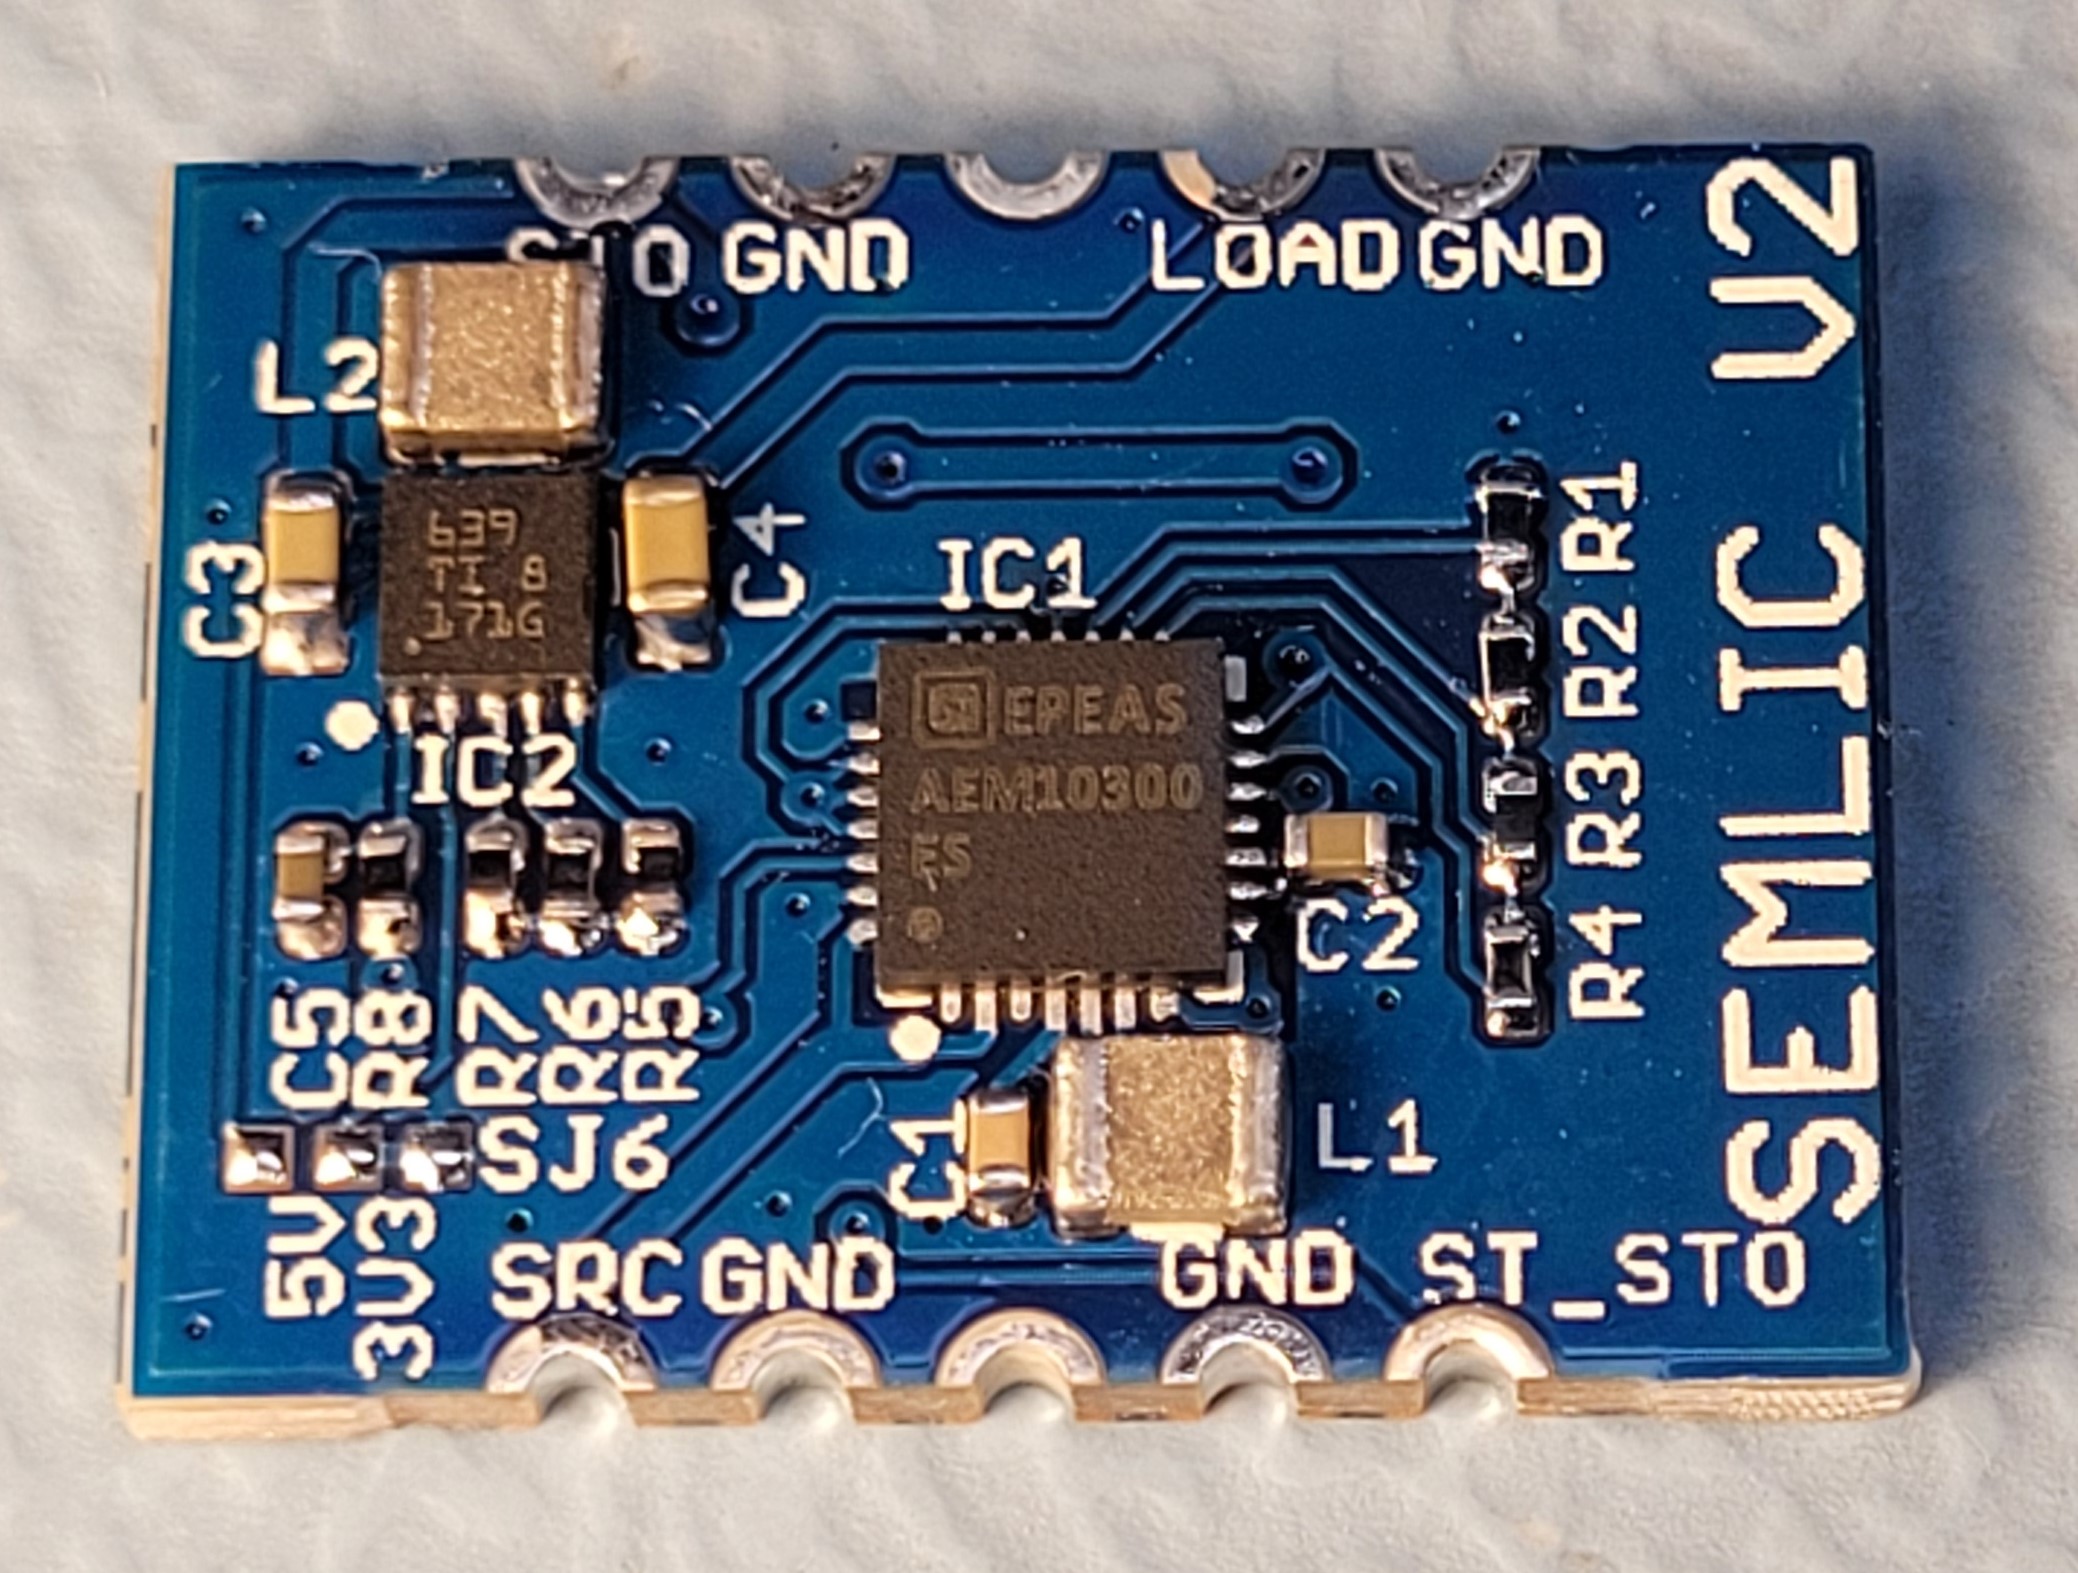 GND
LOAD GND
V2
L2
639
TI 8
171G
C3
C4
IC1
R1
R2
R3
R4
SEMLIC
EPEAS
AEM10300
ES
IC2
C2
C5
R8
R7
R6
R5
SJ6
5V
3V3
C1
L1
SRC GND
GND ST_STO